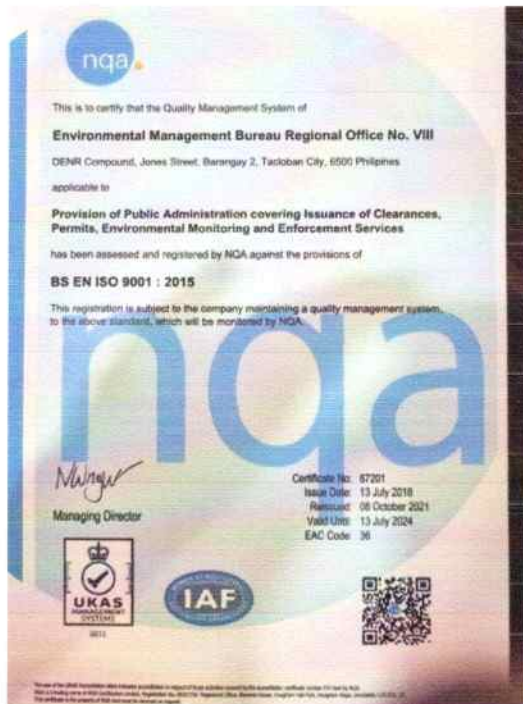 nqa.
This is to certify that the Quality Management System of
Environmental Management Bureau Regional Office No. VIII
DENR Compound, Jones Street, Barangay 2, Tacloban City, 6500 Philipines
applicable to
Provision of Public Administration covering Issuance of Clearances,
Permits, Environmental Monitoring and Enforcement Services
has been assessed and registered by NQA against the provisions of
BS EN ISO 9001 : 2015
This registration is subject to the company maintaining a quality management system,
to the above standard, which will be monitored by NQA.
nqa
Managing Director
Certificate No: 67201
Issue Date: 13 July 2018
Reissued: 08 October 2021
Valid Until: 13 July 2024
EAC Code: 36
UKAS
MANAGEMENT
SYSTEMS
IAF